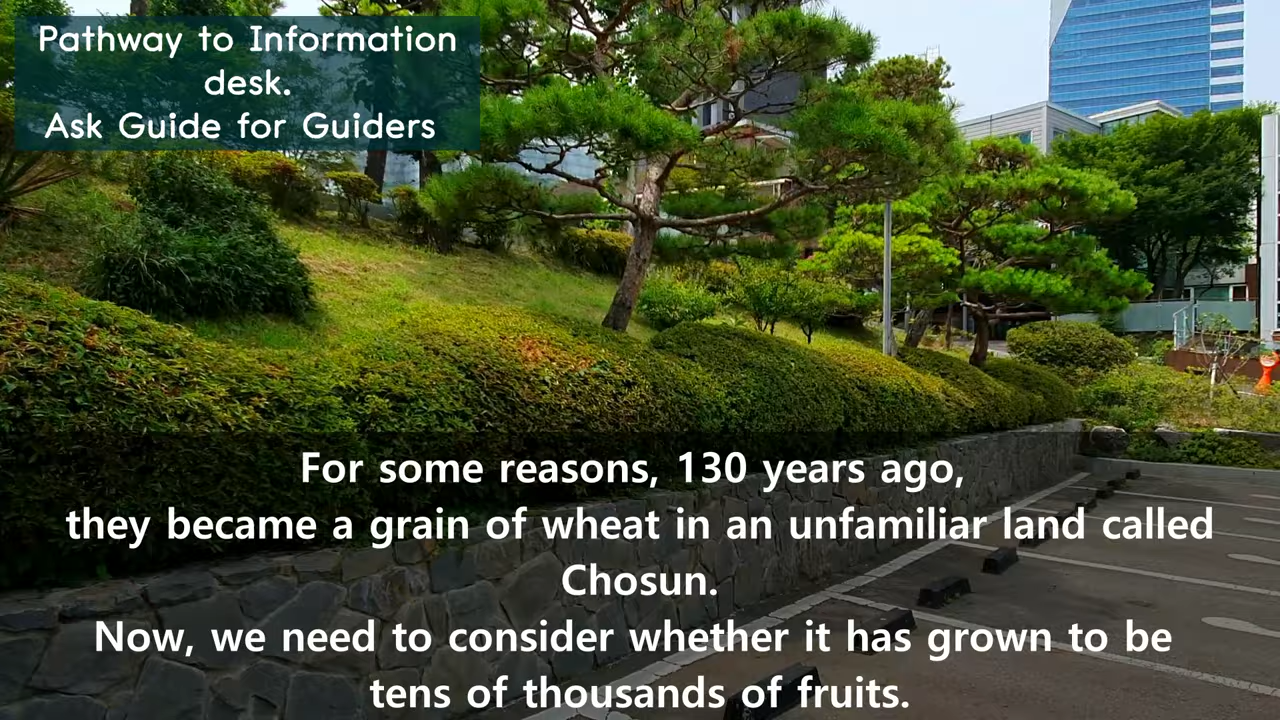 Pathway to Information
desk.
Ask Guide for Guiders
For some reasons, 130 years ago,
they became a grain of wheat in an unfamiliar land called
Chosun.
Now, we need to consider whether it has grown to be
tens of thousands of fruits.